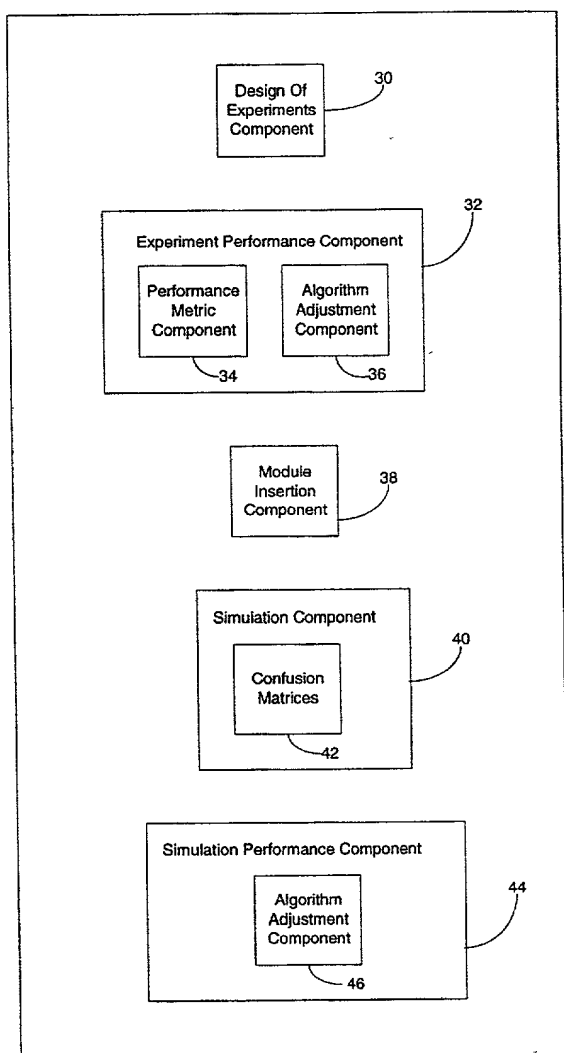 Design Of
Experiments
Component
30
32
Experiment Performance Component
Performance
Metric
Component
34
Algorithm
Adjustment
Component
36
Module
Insertion
Component
38
Simulation Component
40
Confusion
Matrices
42
Simulation Performance Component
44
Algorithm
Adjustment
Component
46